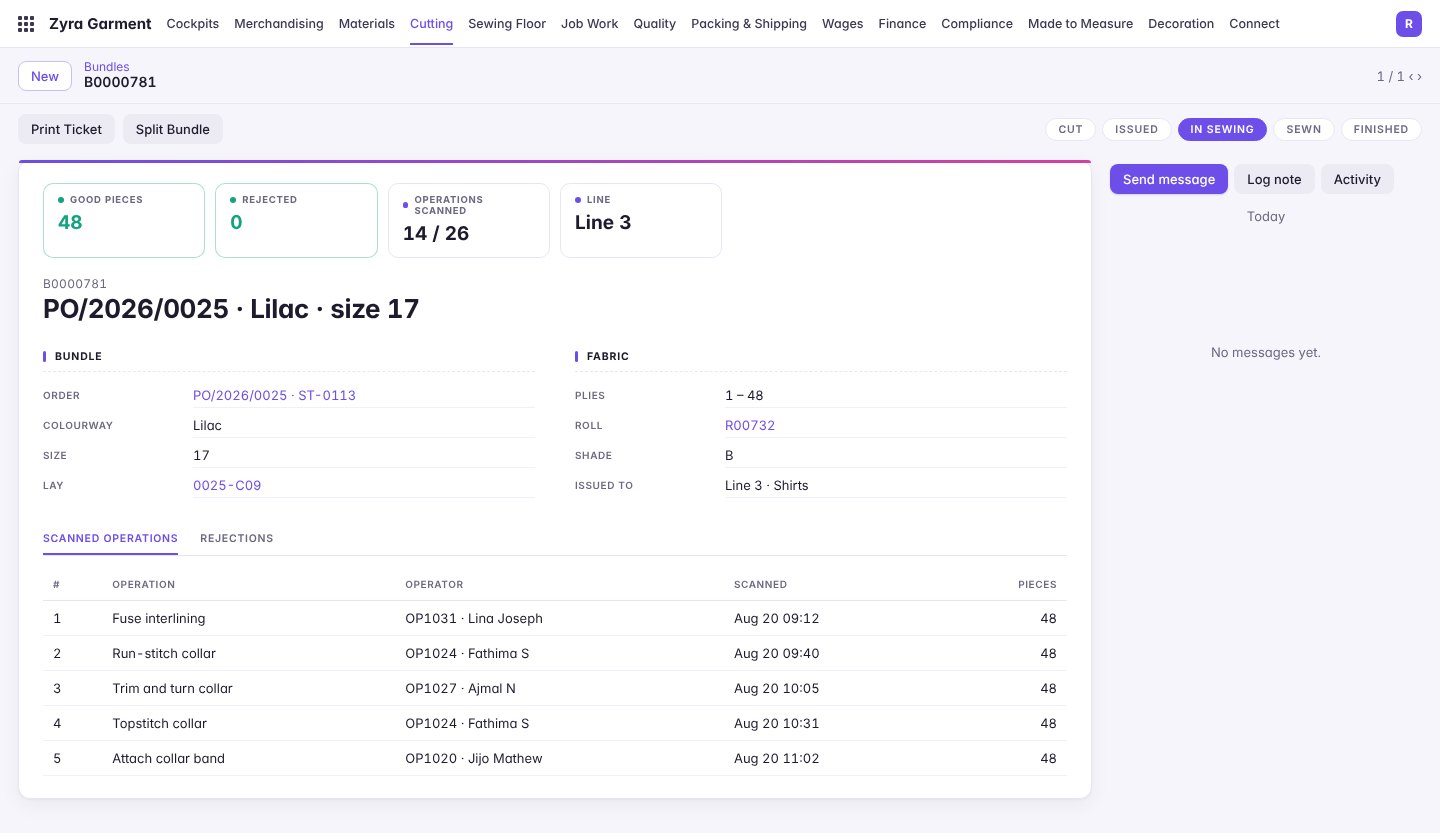 Zyra Garment Cockpits Merchandising Materials Cutting Sewing Floor Job Work Quality Packing & Shipping Wages Finance Compliance Made to Measure Decoration Connect R
New Bundles 1 / 1 ‹ ›
B0000781
Print Ticket Split Bundle CUT ISSUED IN SEWING SEWN FINISHED
Send message Log note Activity
Today
No messages yet.
GOOD PIECES
48
REJECTED
0
OPERATIONS
SCANNED
14 / 26
LINE
Line 3
B0000781
PO/2026/0025 · Lilac · size 17
BUNDLE
ORDER PO/2026/0025 · ST-0113
COLOURWAY Lilac
SIZE 17
LAY 0025-C09
FABRIC
PLIES 1 – 48
ROLL R00732
SHADE B
ISSUED TO Line 3 · Shirts
SCANNED OPERATIONS REJECTIONS
# OPERATION OPERATOR SCANNED PIECES
1 Fuse interlining OP1031 · Lina Joseph Aug 20 09:12 48
2 Run-stitch collar OP1024 · Fathima S Aug 20 09:40 48
3 Trim and turn collar OP1027 · Ajmal N Aug 20 10:05 48
4 Topstitch collar OP1024 · Fathima S Aug 20 10:31 48
5 Attach collar band OP1020 · Jijo Mathew Aug 20 11:02 48